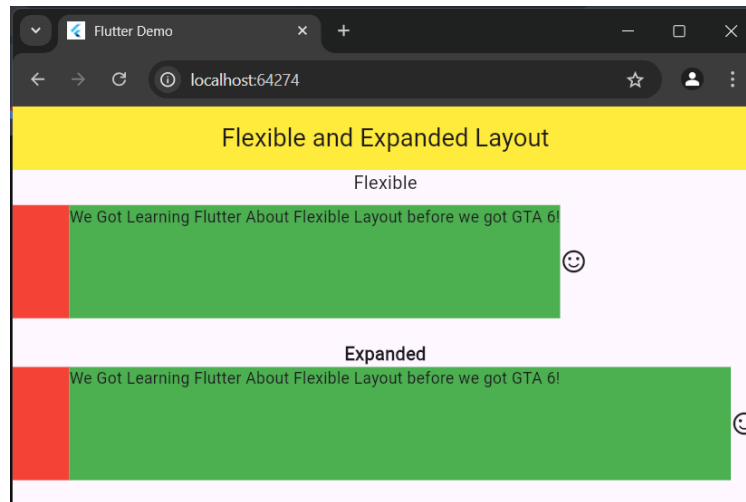 Flutter Demo
localhost:64274
Flexible and Expanded Layout
Flexible
We Got Learning Flutter About Flexible Layout before we got GTA 6!
Expanded
We Got Learning Flutter About Flexible Layout before we got GTA 6!